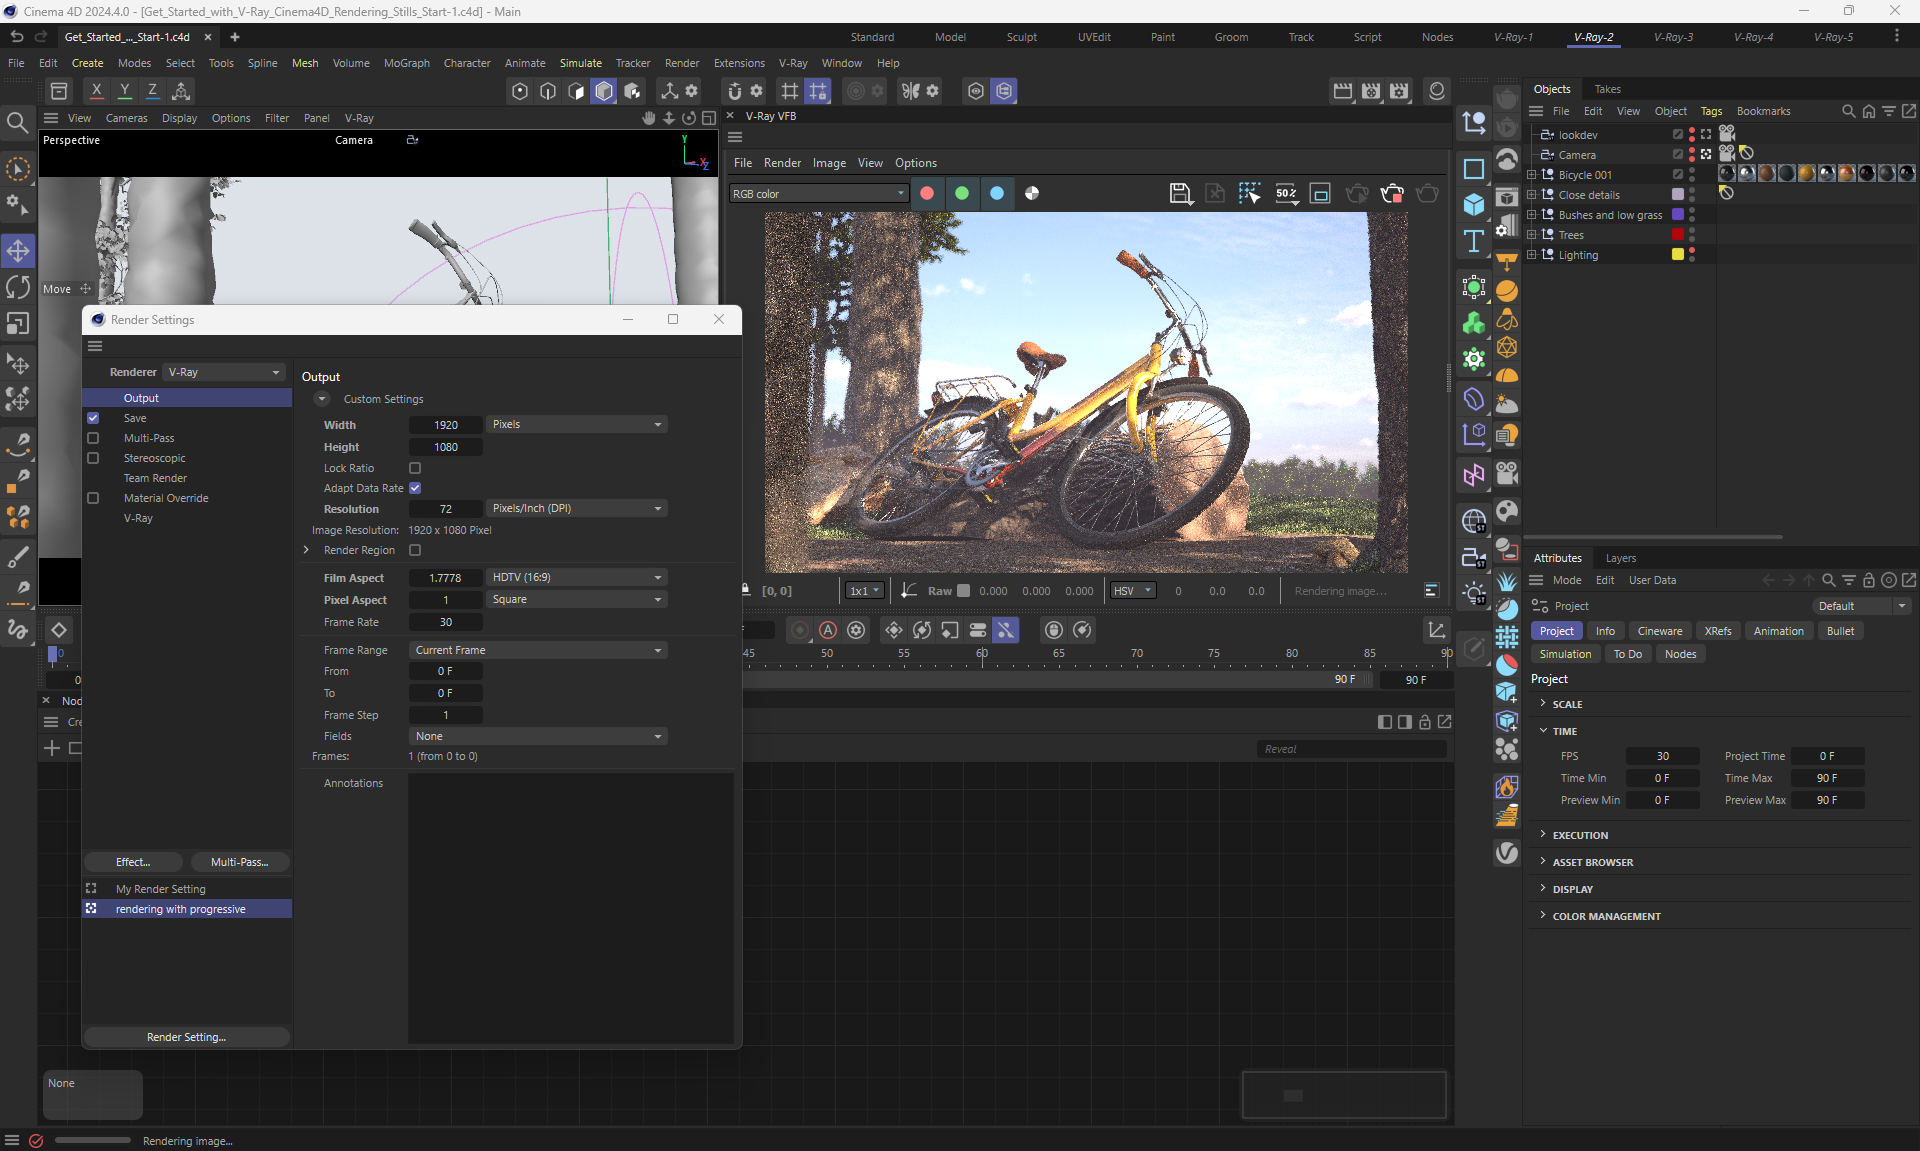 Cinema 4D 2024.4.0 - [Get_Started_with_V-Ray_Cinema4D_Rendering_Stills_Start-1.c4d] - Main
Get_Started_..._Start-1.c4d
Standard Model Sculpt UVEdit Paint Groom Track Script Nodes V-Ray-1 V-Ray-2 V-Ray-3 V-Ray-4 V-Ray-5
File Edit Create Modes Select Tools Spline Mesh Volume MoGraph Character Animate Simulate Tracker Render Extensions V-Ray Window Help
X Y Z
View Cameras Display Options Filter Panel V-Ray
Perspective Camera
Y X Z
Move
V-Ray VFB
File Render Image View Options
RGB color
50%
[0, 0] 1x1 Raw 0.000 0.000 0.000 HSV 0 0.0 0.0 Rendering image...
Render Settings
Renderer V-Ray
Output
Save
Multi-Pass
Stereoscopic
Team Render
Material Override
V-Ray
Effect... Multi-Pass...
My Render Setting
rendering with progressive
Render Setting...
Output
Custom Settings
Width 1920 Pixels
Height 1080
Lock Ratio
Adapt Data Rate
Resolution 72 Pixels/Inch (DPI)
Image Resolution: 1920 x 1080 Pixel
Render Region
Film Aspect 1.7778 HDTV (16:9)
Pixel Aspect 1 Square
Frame Rate 30
Frame Range Current Frame
From 0 F
To 0 F
Frame Step 1
Fields None
Frames: 1 (from 0 to 0)
Annotations
0
45 50 55 60 65 70 75 80 85 90
0
90 F 90 F
Nod
Cre
Reveal
None
Rendering image...
Objects Takes
File Edit View Object Tags Bookmarks
lookdev
Camera
Bicycle 001
Close details
Bushes and low grass
Trees
Lighting
ST
ST
ST
Attributes Layers
Mode Edit User Data
Project Default
Project Info Cineware XRefs Animation Bullet
Simulation To Do Nodes
Project
SCALE
TIME
FPS 30 Project Time 0 F
Time Min 0 F Time Max 90 F
Preview Min 0 F Preview Max 90 F
EXECUTION
ASSET BROWSER
DISPLAY
COLOR MANAGEMENT